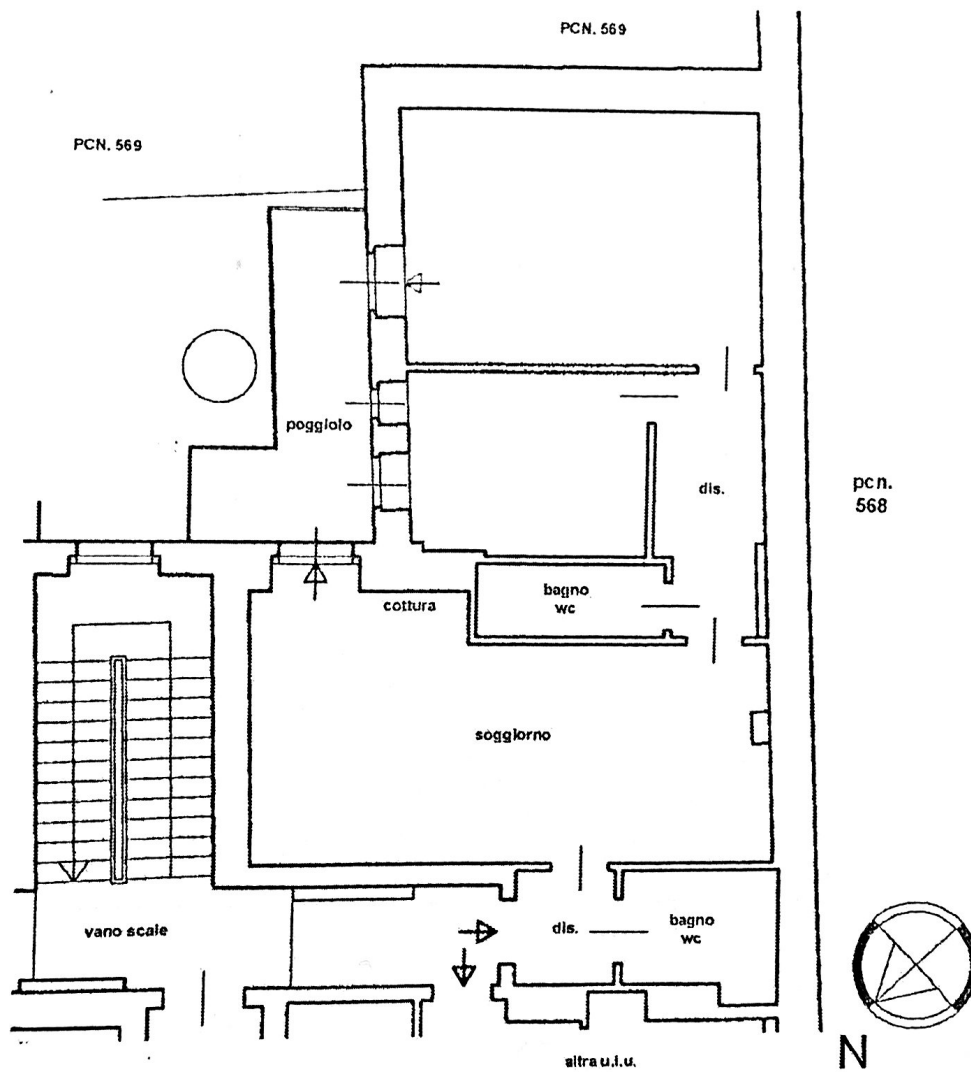 PCN. 569
PCN. 569
poggiolo
dis.
pcn.
568
bagno
wc
cottura
soggiorno
vano scale
dis.
bagno
wc
N
altra u.i.u.